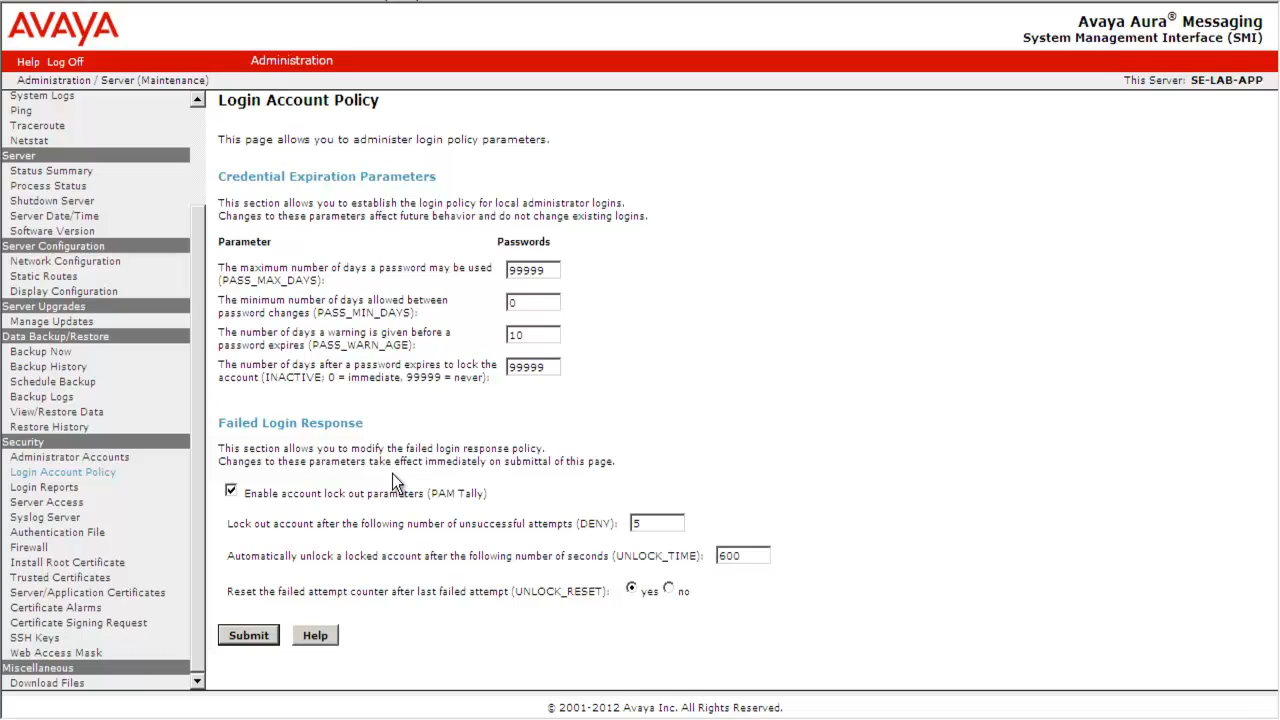 AVAYA
Avaya Aura® Messaging
System Management Interface (SMI)
Help Log Off
Administration
Administration / Server (Maintenance)
This Server: SE-LAB-APP
System Logs
Ping
Traceroute
Netstat
Server
Status Summary
Process Status
Shutdown Server
Server Date/Time
Software Version
Server Configuration
Network Configuration
Static Routes
Display Configuration
Server Upgrades
Manage Updates
Data Backup/Restore
Backup Now
Backup History
Schedule Backup
Backup Logs
View/Restore Data
Restore History
Security
Administrator Accounts
Login Account Policy
Login Reports
Server Access
Syslog Server
Authentication File
Firewall
Install Root Certificate
Trusted Certificates
Server/Application Certificates
Certificate Alarms
Certificate Signing Request
SSH Keys
Web Access Mask
Miscellaneous
Download Files
Login Account Policy
This page allows you to administer login policy parameters.
Credential Expiration Parameters
This section allows you to establish the login policy for local administrator logins.
Changes to these parameters affect future behavior and do not change existing logins.
Parameter Passwords
The maximum number of days a password may be used
(PASS_MAX_DAYS): 99999
The minimum number of days allowed between
password changes (PASS_MIN_DAYS): 0
The number of days a warning is given before a
password expires (PASS_WARN_AGE): 10
The number of days after a password expires to lock the
account (INACTIVE; 0 = immediate, 99999 = never): 99999
Failed Login Response
This section allows you to modify the failed login response policy.
Changes to these parameters take effect immediately on submittal of this page.
Enable account lock out parameters (PAM Tally)
Lock out account after the following number of unsuccessful attempts (DENY): 5
Automatically unlock a locked account after the following number of seconds (UNLOCK_TIME): 600
Reset the failed attempt counter after last failed attempt (UNLOCK_RESET): yes no
Submit Help
© 2001-2012 Avaya Inc. All Rights Reserved.